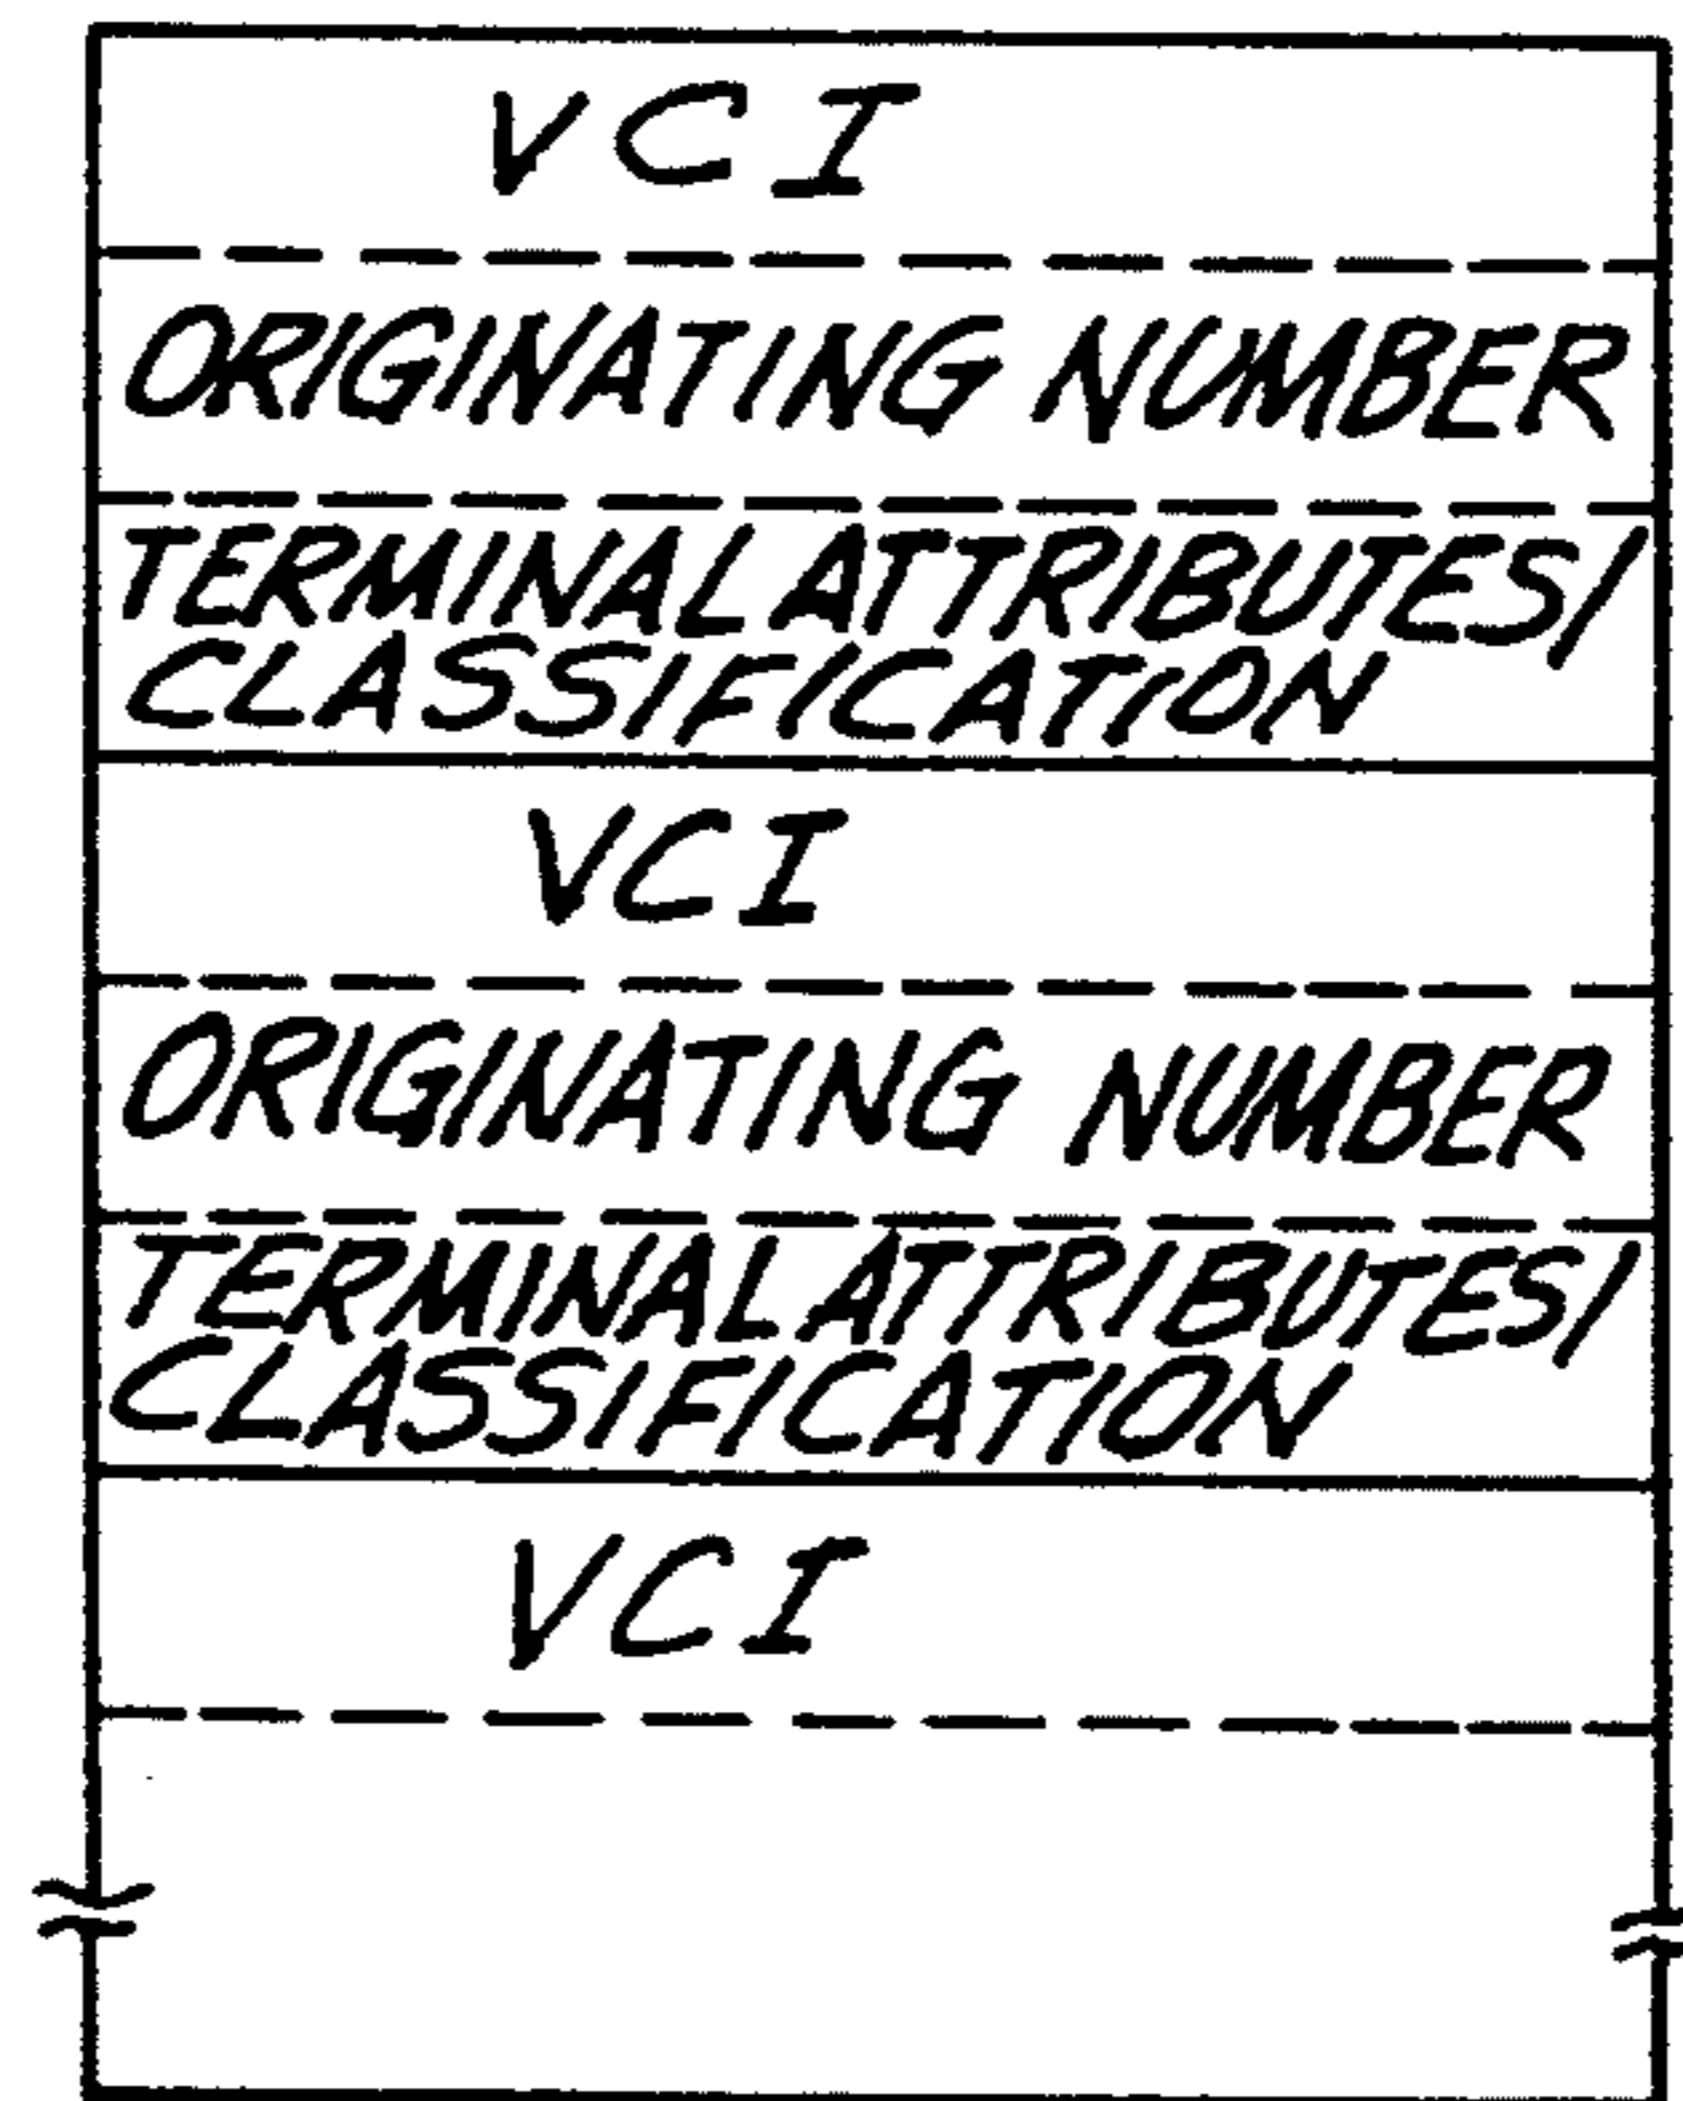 VCI
ORIGINATING NUMBER
TERMINAL ATTRIBUTES/
CLASSIFICATION
VCI
ORIGINATING NUMBER
TERMINAL ATTRIBUTES/
CLASSIFICATION
VCI